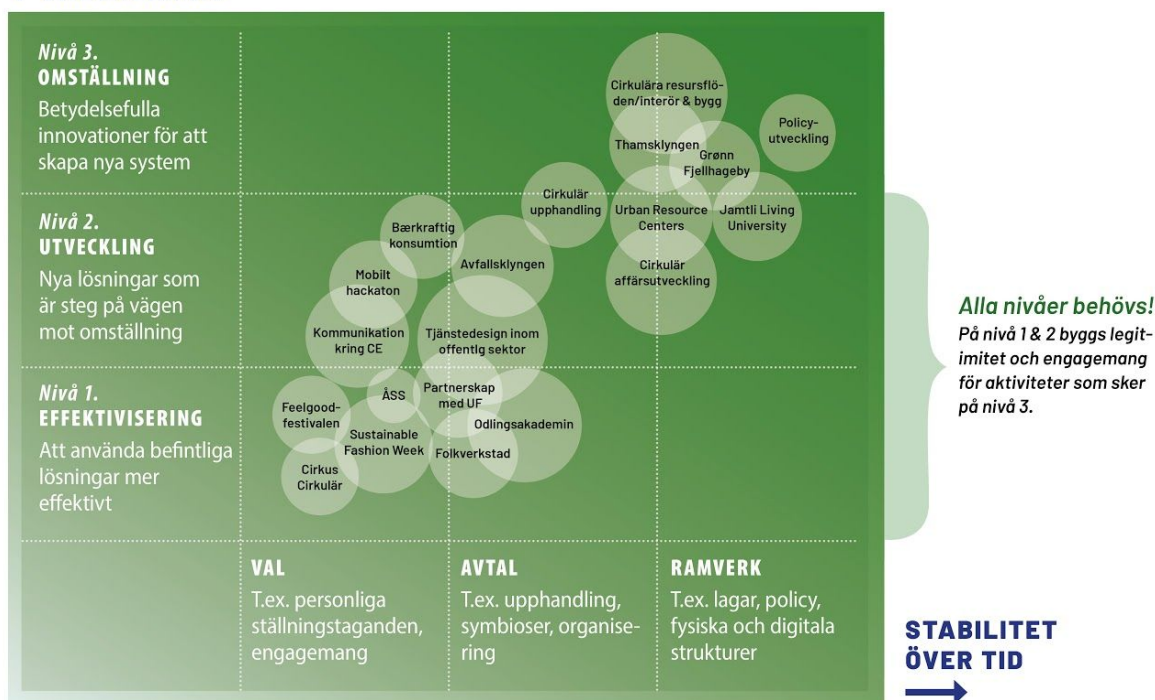 Nivå 3.
OMSTÄLLNING
Betydelsefulla
innovationer för att
skapa nya system
Nivå 2.
UTVECKLING
Nya lösningar som
är steg på vägen
mot omställning
Nivå 1.
EFFEKTIVISERING
Att använda befintliga
lösningar mer
effektivt
Cirkulära resursflö-
den/interör & bygg
Policy-
utveckling
Thamsklyngen
Grønn
Fjellhageby
Cirkulär
upphandling
Urban Resource
Centers
Jamtli Living
University
Bærkraftig
konsumtion
Avfallsklyngen
Cirkulär
affärsutveckling
Mobilt
hackaton
Kommunikation
kring CE
Tjänstedesign inom
offentlg sektor
ÅSS
Partnerskap
med UF
Feelgood-
festivalen
Odlingsakademin
Sustainable
Fashion Week
Folkverkstad
Cirkus
Cirkulär
VAL
T.ex. personliga
ställningstaganden,
engagemang
AVTAL
T.ex. upphandling,
symbioser, organise-
ring
RAMVERK
T.ex. lagar, policy,
fysiska och digitala
strukturer
Alla nivåer behövs!
På nivå 1 & 2 byggs legit-
imitet och engagemang
för aktiviteter som sker
på nivå 3.
STABILITET
ÖVER TID